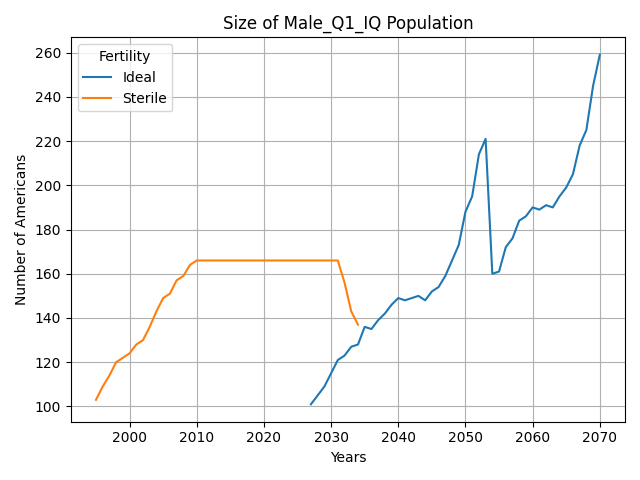 Size of Male_Q1_IQ Population
Number of Americans
260
240
220
200
180
160
140
120
100
Fertility
Ideal
Sterile
2000 2010 2020 2030 2040 2050 2060 2070
Years